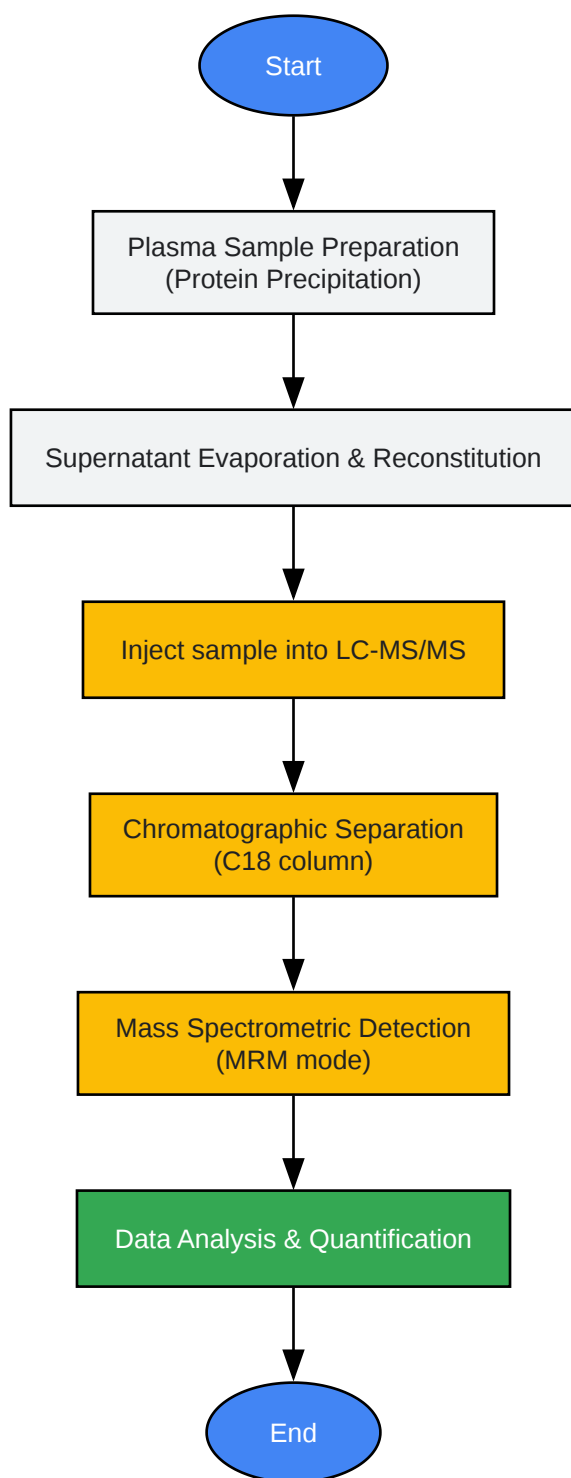 Start
Plasma Sample Preparation
(Protein Precipitation)
Supernatant Evaporation & Reconstitution
Inject sample into LC-MS/MS
Chromatographic Separation
(C18 column)
Mass Spectrometric Detection
(MRM mode)
Data Analysis & Quantification
End